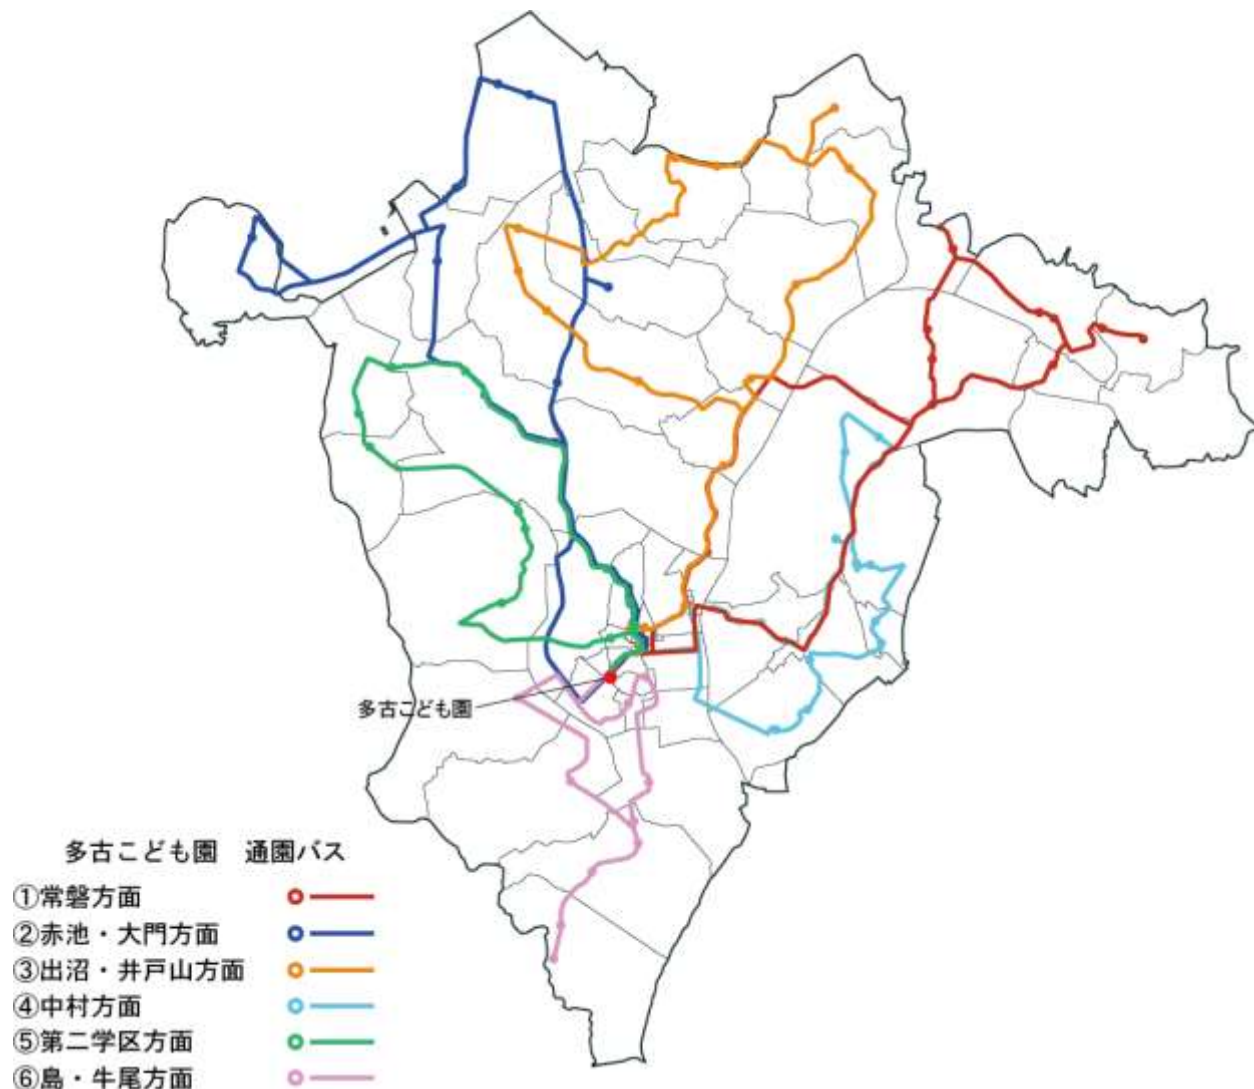 多古こども園
多古こども園　通園バス
①常磐方面
②赤池・大門方面
③出沼・井戸山方面
④中村方面
⑤第二学区方面
⑥島・牛尾方面